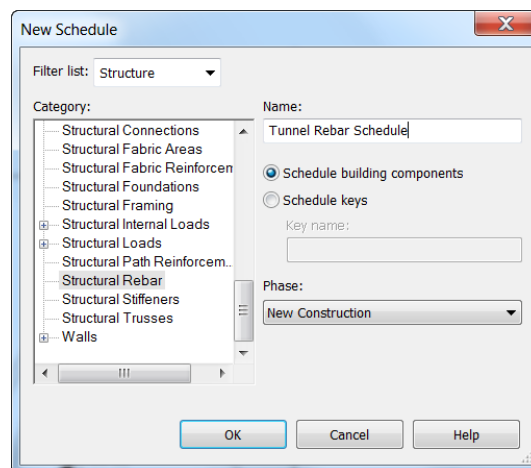 New Schedule
Filter list: Structure
Category:
Structural Connections
Structural Fabric Areas
Structural Fabric Reinforcem
Structural Foundations
Structural Framing
Structural Internal Loads
Structural Loads
Structural Path Reinforcem...
Structural Rebar
Structural Stiffeners
Structural Trusses
Walls
Name:
Tunnel Rebar Schedule
Schedule building components
Schedule keys
Key name:
Phase:
New Construction
OK Cancel Help